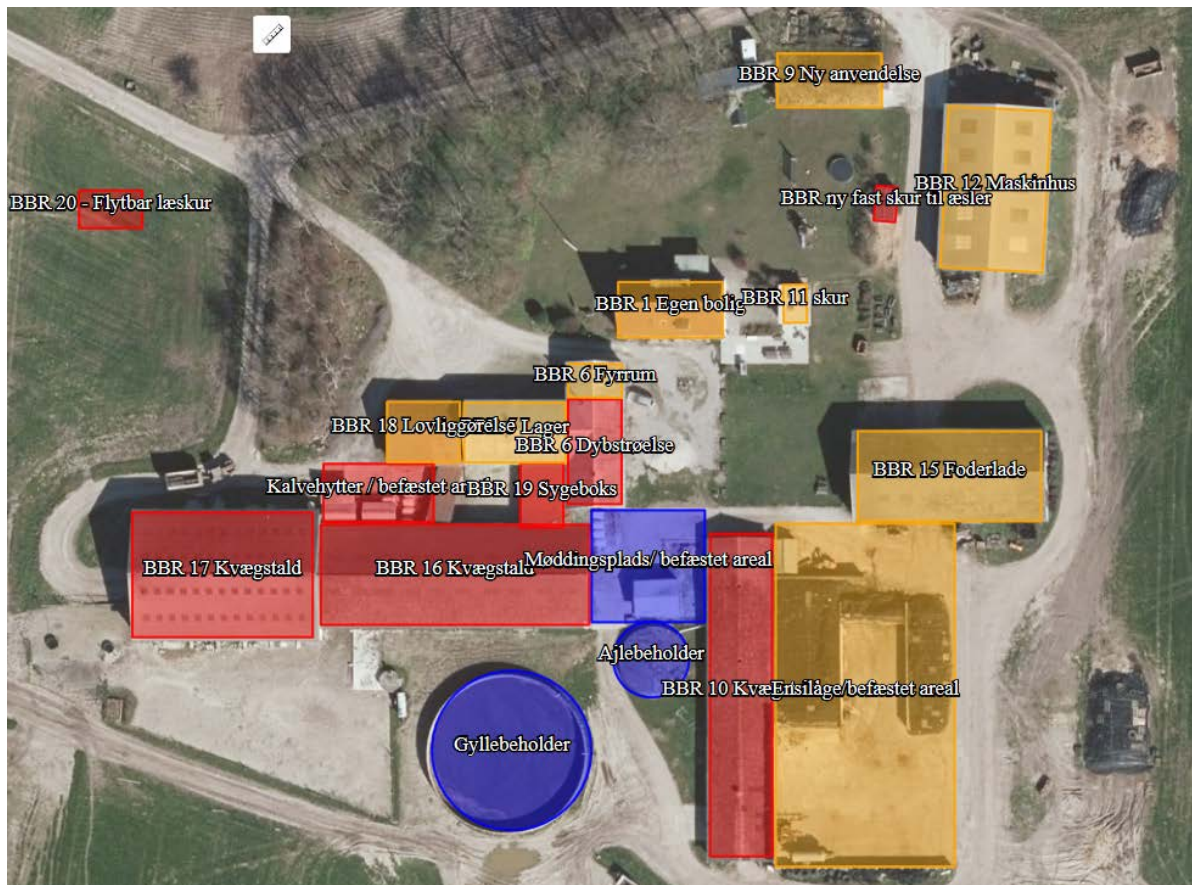 BBR 9 Ny anvendelse
BBR 12 Maskinhus
BBR ny fast skur til æsler
BBR 20 - Flytbar læskur
BBR 1 Egen bolig
BBR 11 skur
BBR 6 Fyrrum
BBR 18 Lovliggørelse
Lager
BBR 6 Dybstrøelse
BBR 15 Foderlade
Kalvehytter / befæstet
BBR 19 Sygeboks
BBR 17 Kvægstald
BBR 16 Kvægstald
Møddingsplads/ befæstet areal
Ajlebeholder
BBR 10
Ensilage/befæstet areal
Gyllebeholder